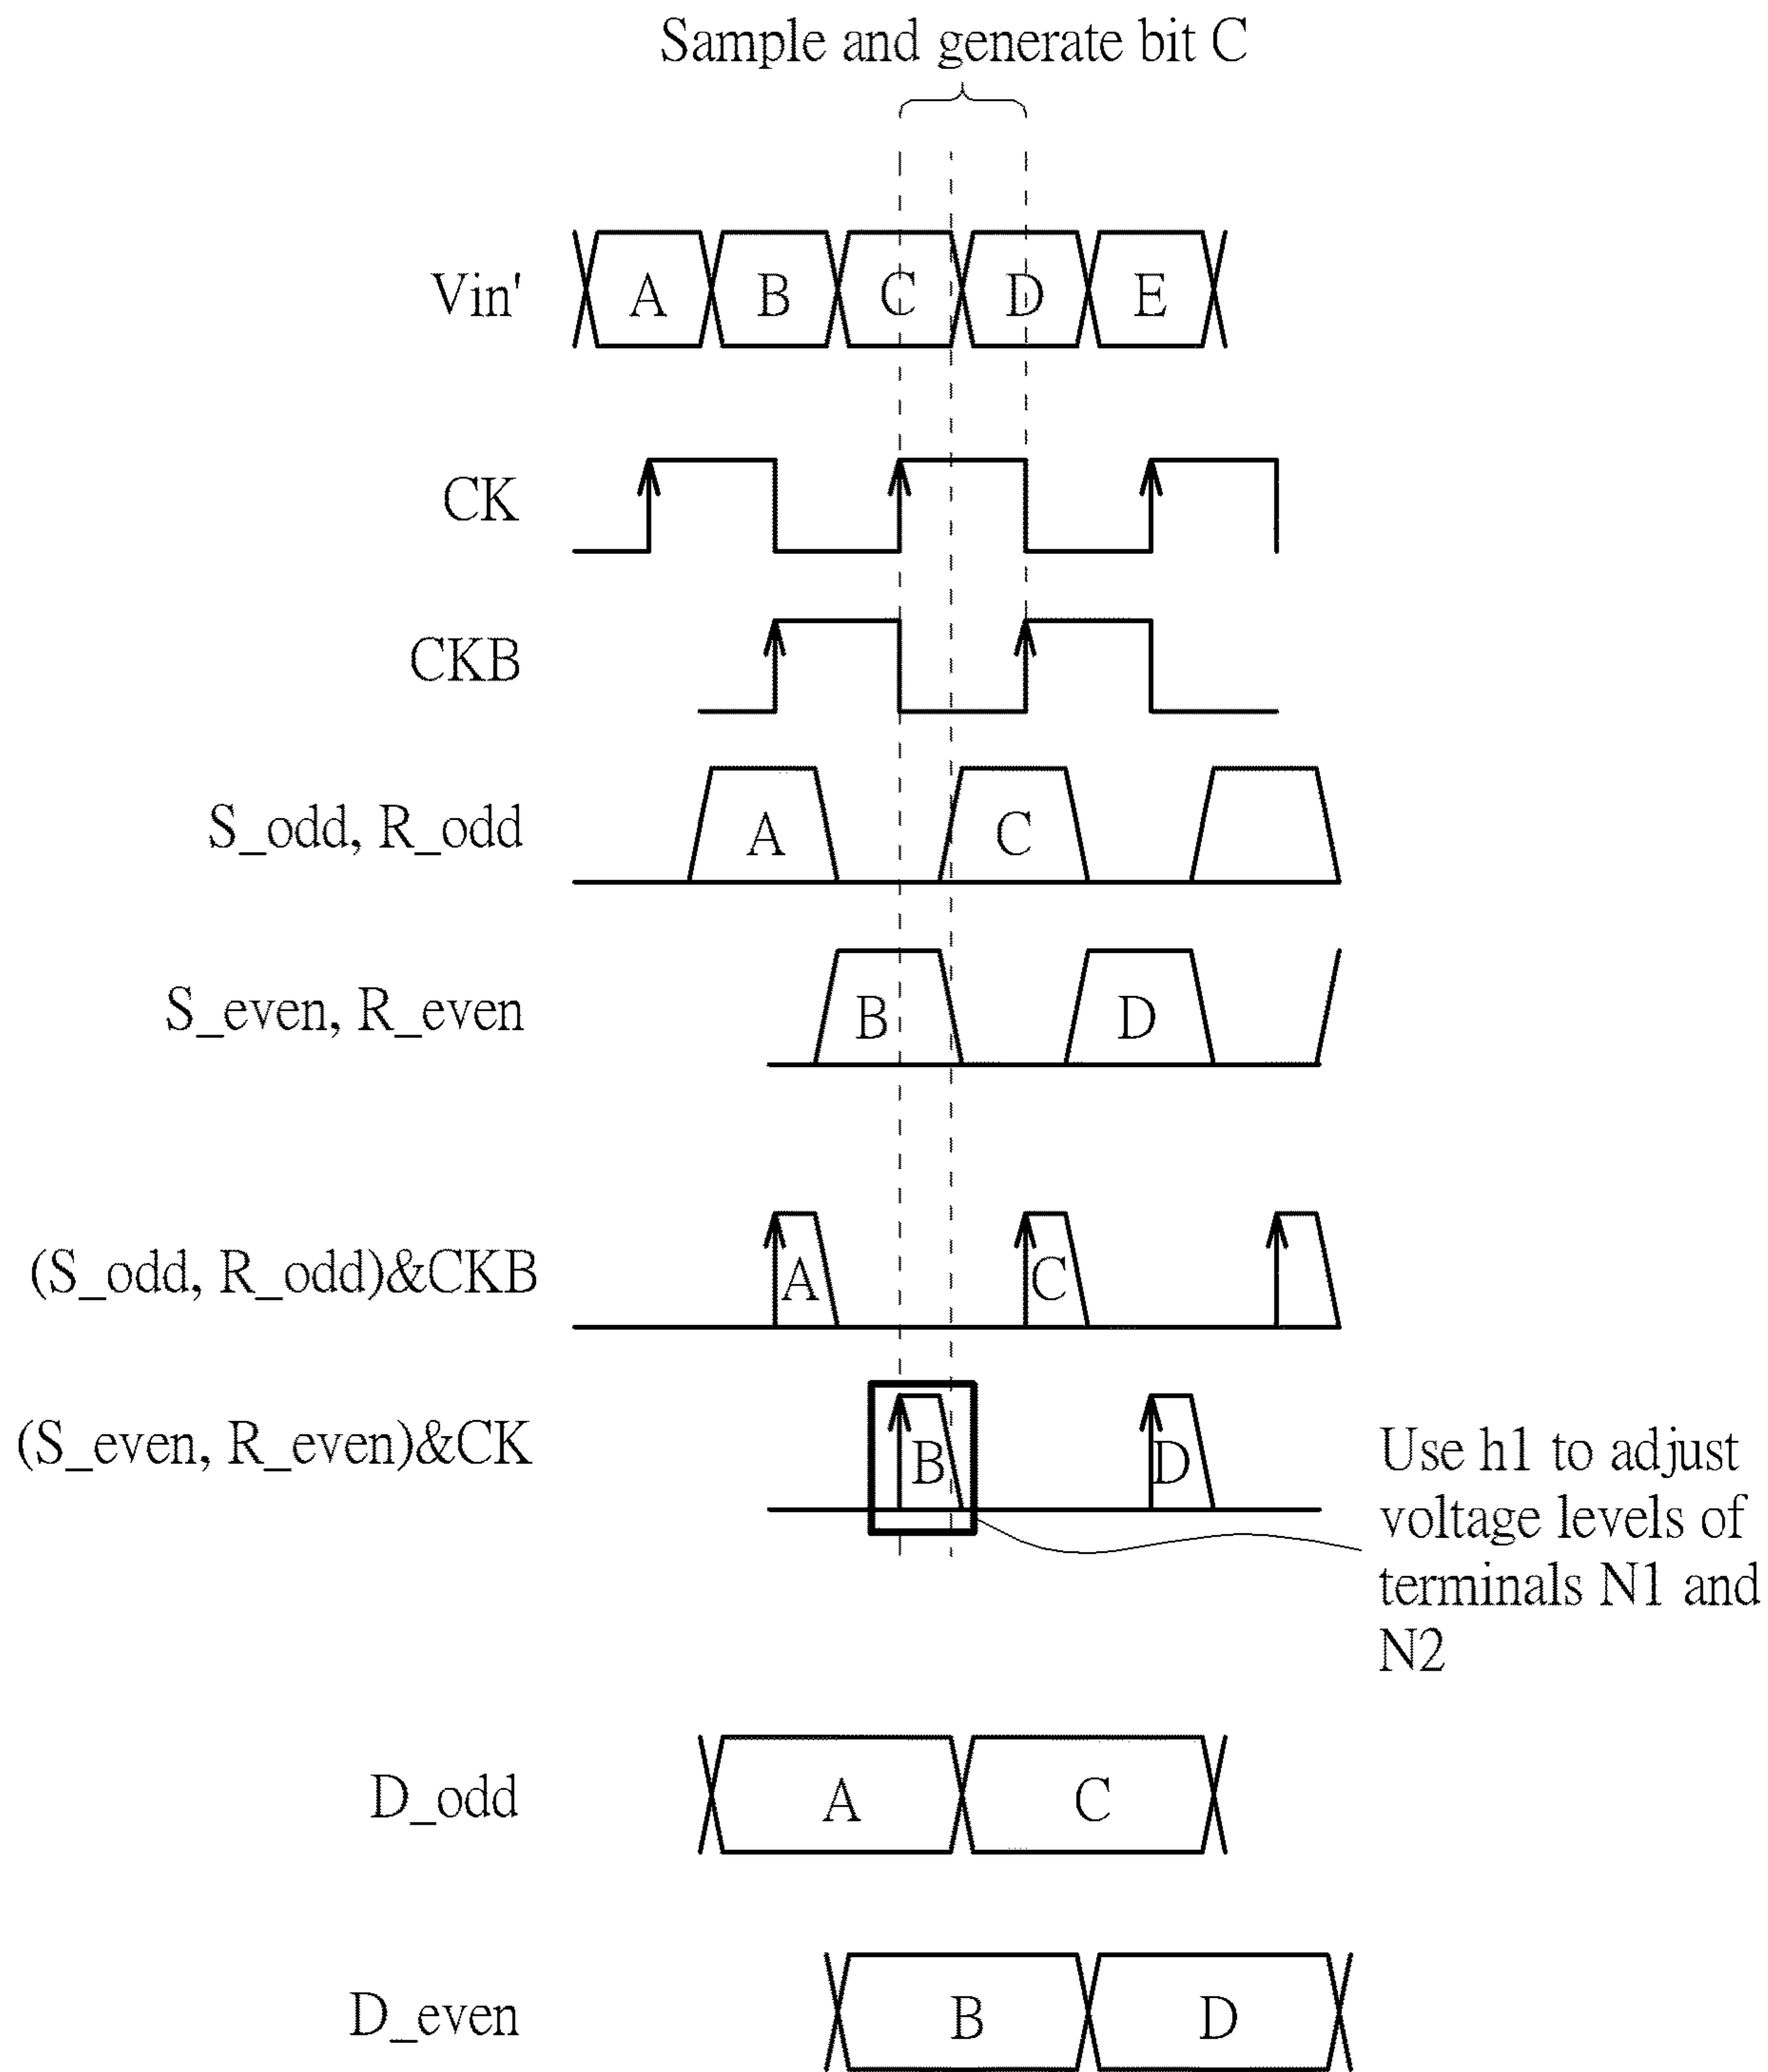 Sample and generate bit C
Vin' A B C D E
CK
CKB
S_odd, R_odd A C
S_even, R_even B D
(S_odd, R_odd)&CKB A C
(S_even, R_even)&CK B D
Use h1 to adjust
voltage levels of
terminals N1 and
N2
D_odd A C
D_even B D